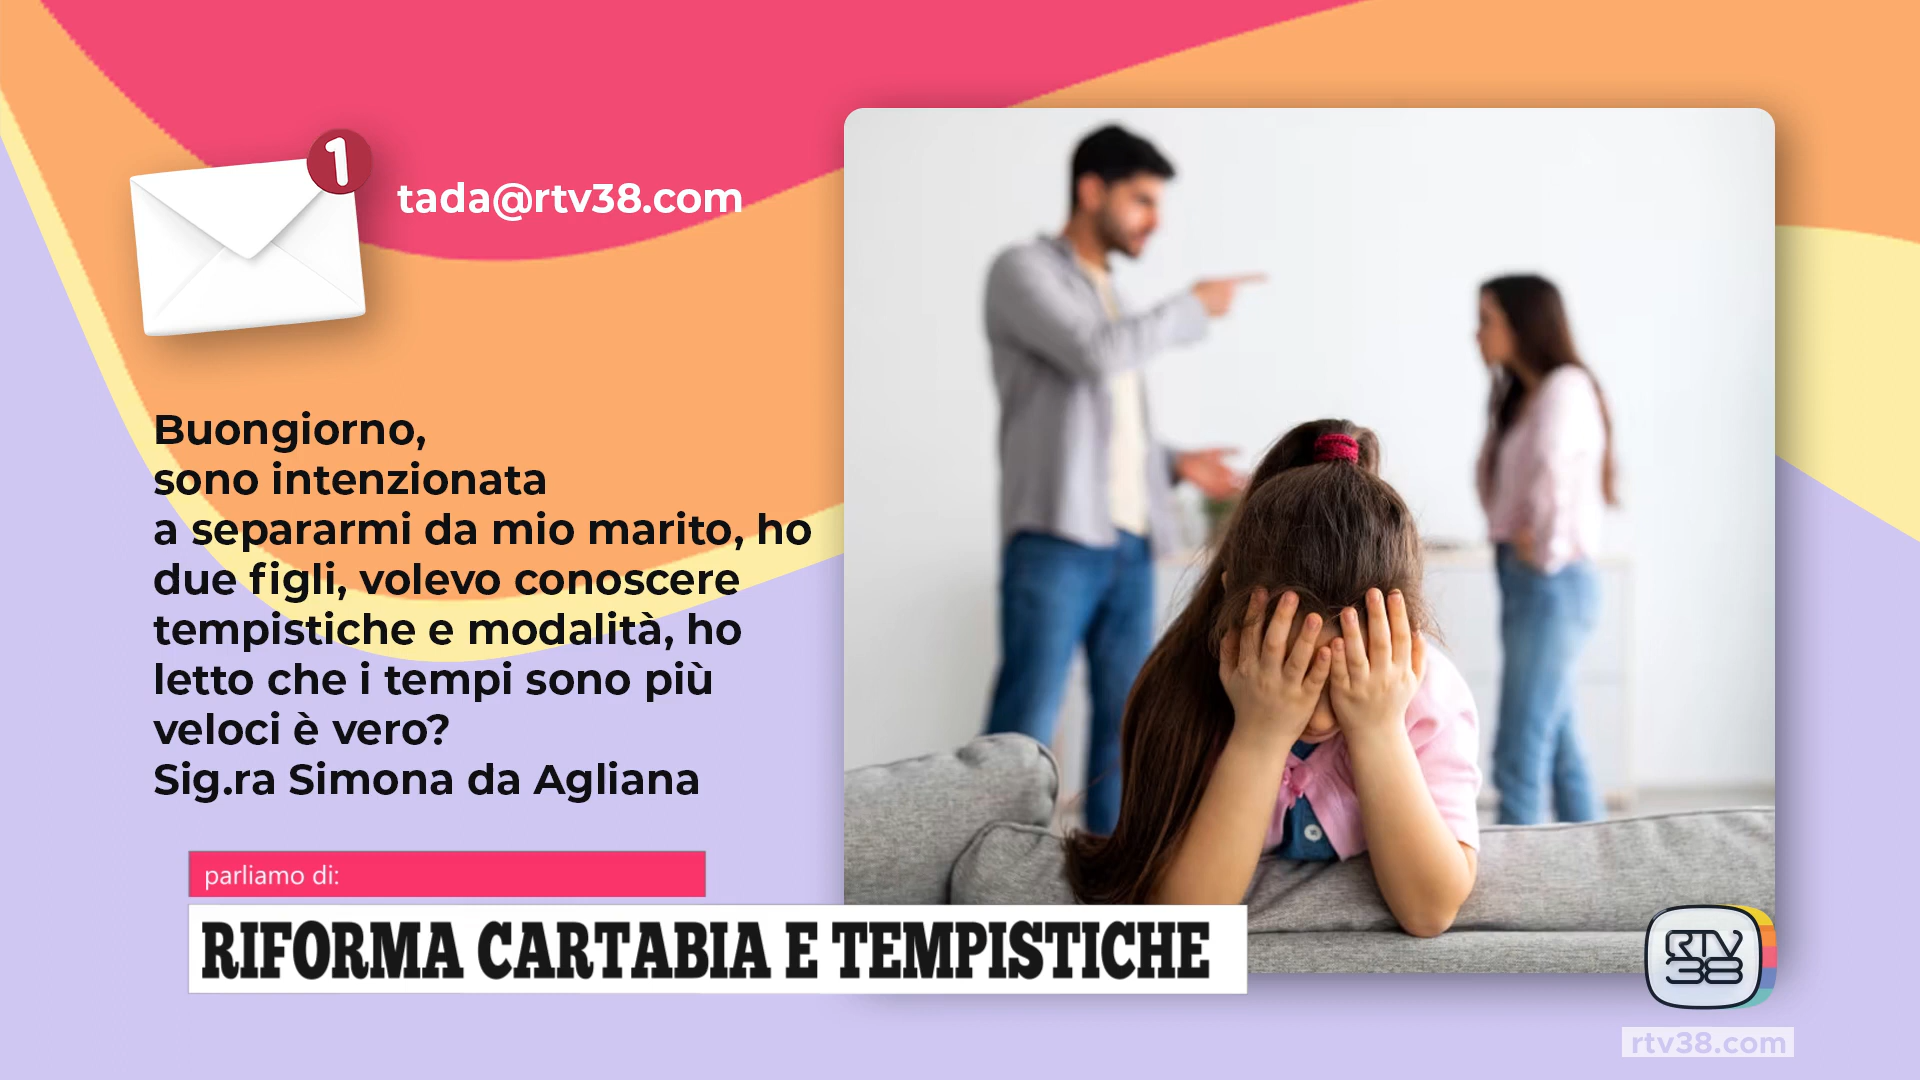 1
tada@rtv38.com
Buongiorno,
sono intenzionata
a separarmi da mio marito, ho
due figli, volevo conoscere
tempistiche e modalità, ho
letto che i tempi sono più
veloci è vero?
Sig.ra Simona da Agliana
parliamo di:
RIFORMA CARTABIA E TEMPISTICHE
RTV
38
rtv38.com